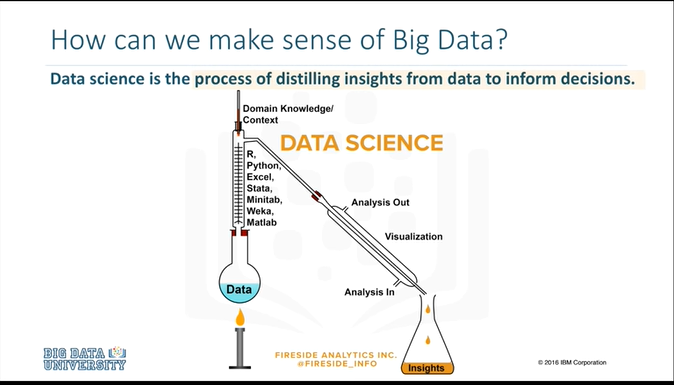 How can we make sense of Big Data?
Data science is the process of distilling insights from data to inform decisions.
Domain Knowledge/
Context
DATA SCIENCE
R,
Python,
Excel,
Stata,
Minitab,
Weka,
Matlab
Analysis Out
Visualization
Data
Analysis In
Insights
BIG DATA
UNIVERSITY
FIRESIDE ANALYTICS INC.
@FIRESIDE_INFO
© 2016 IBM Corporation